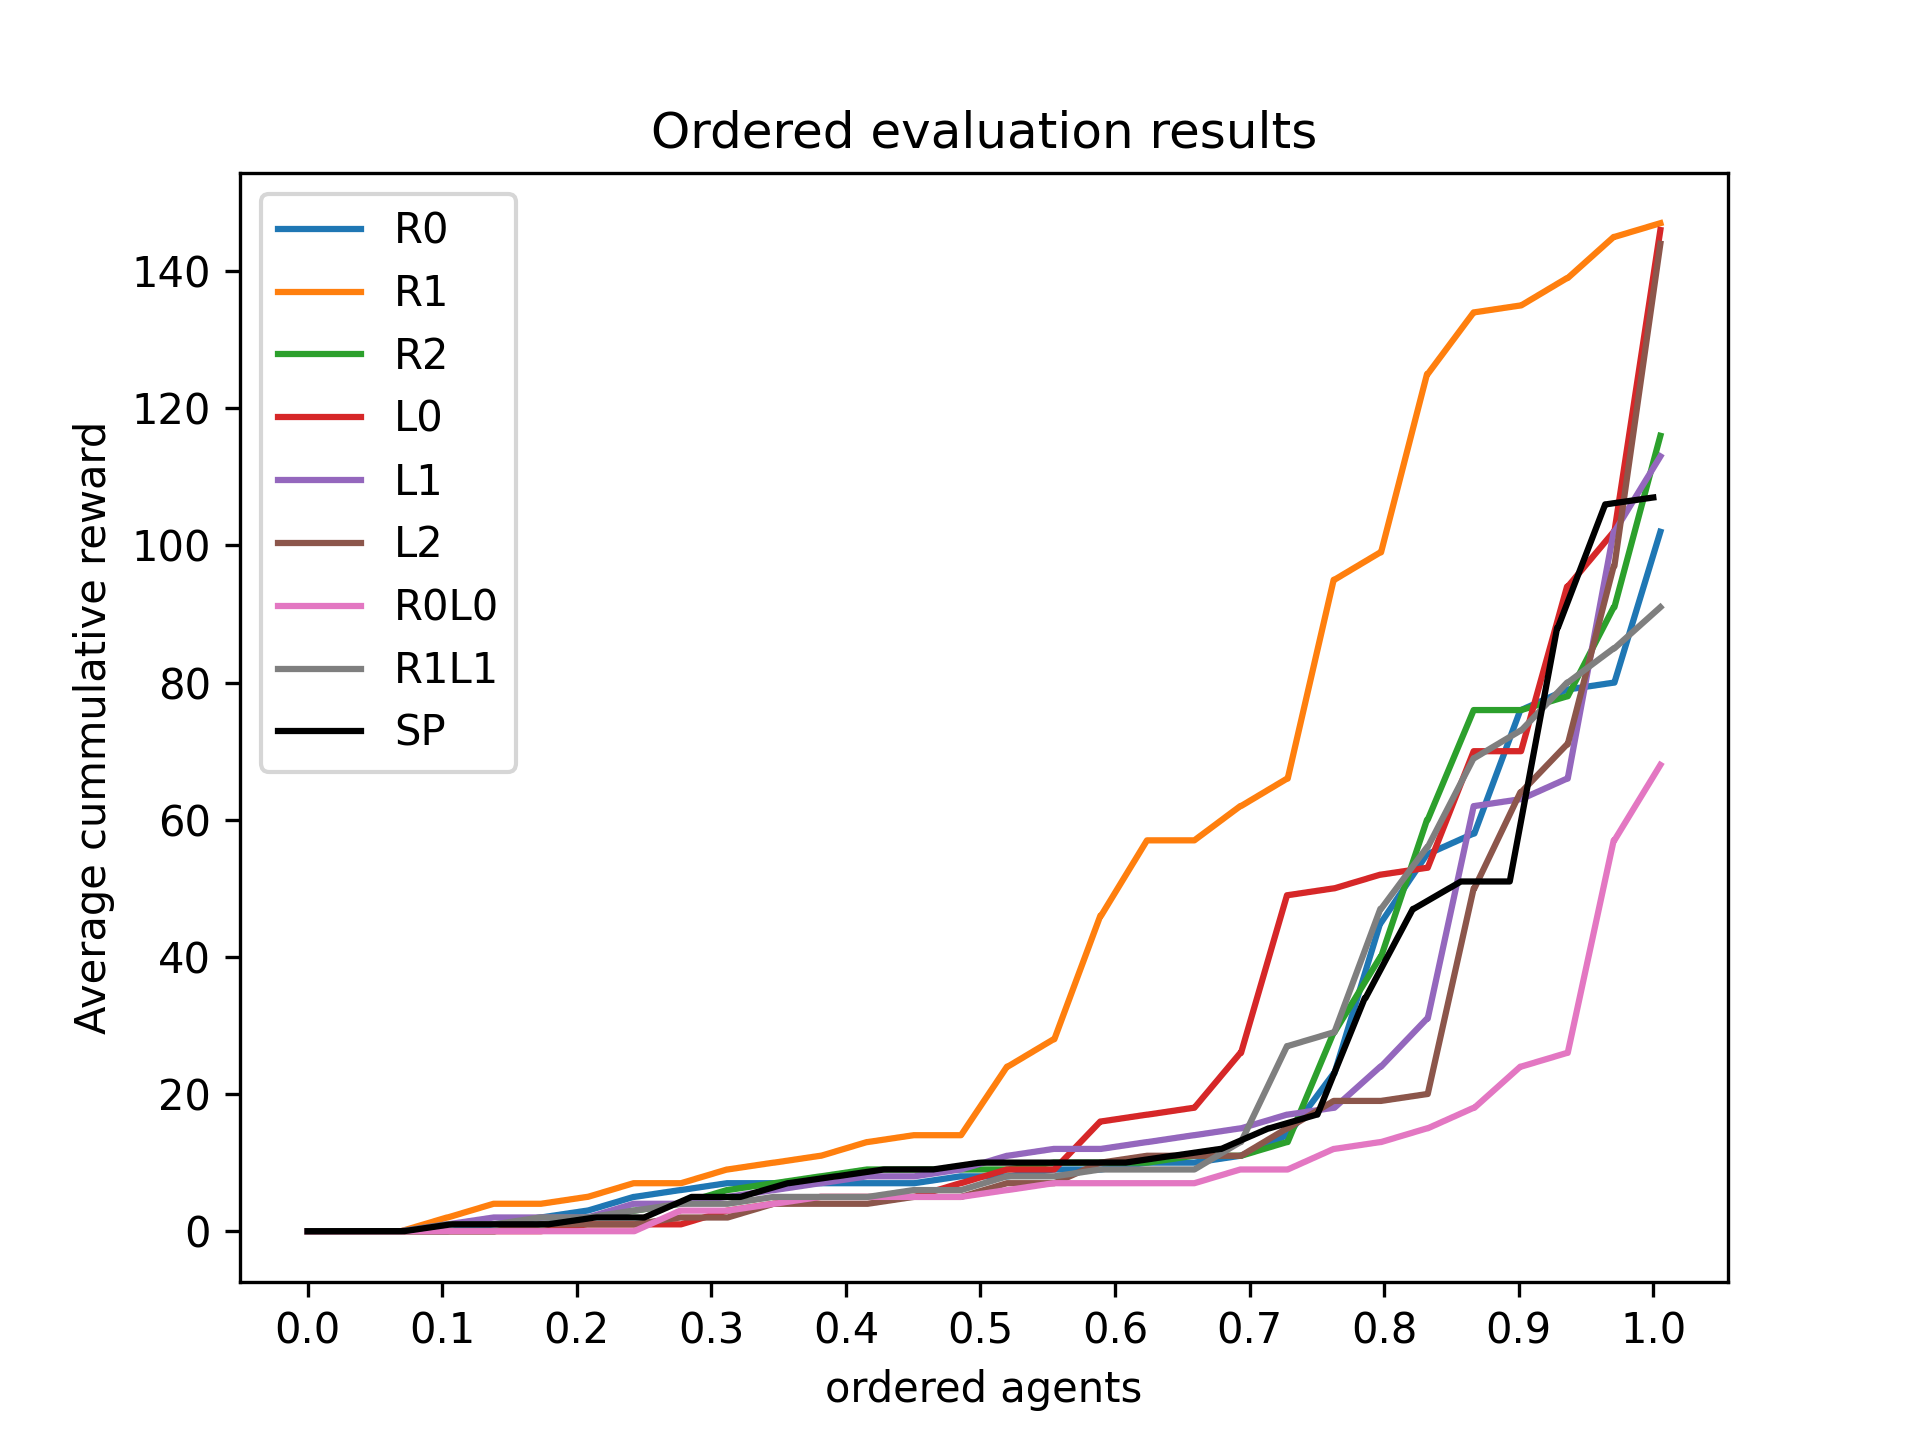 Ordered evaluation results
R0
R1
R2
L0
L1
L2
R0L0
R1L1
SP
Average cummulative reward
140
120
100
80
60
40
20
0
0.0 0.1 0.2 0.3 0.4 0.5 0.6 0.7 0.8 0.9 1.0
ordered agents